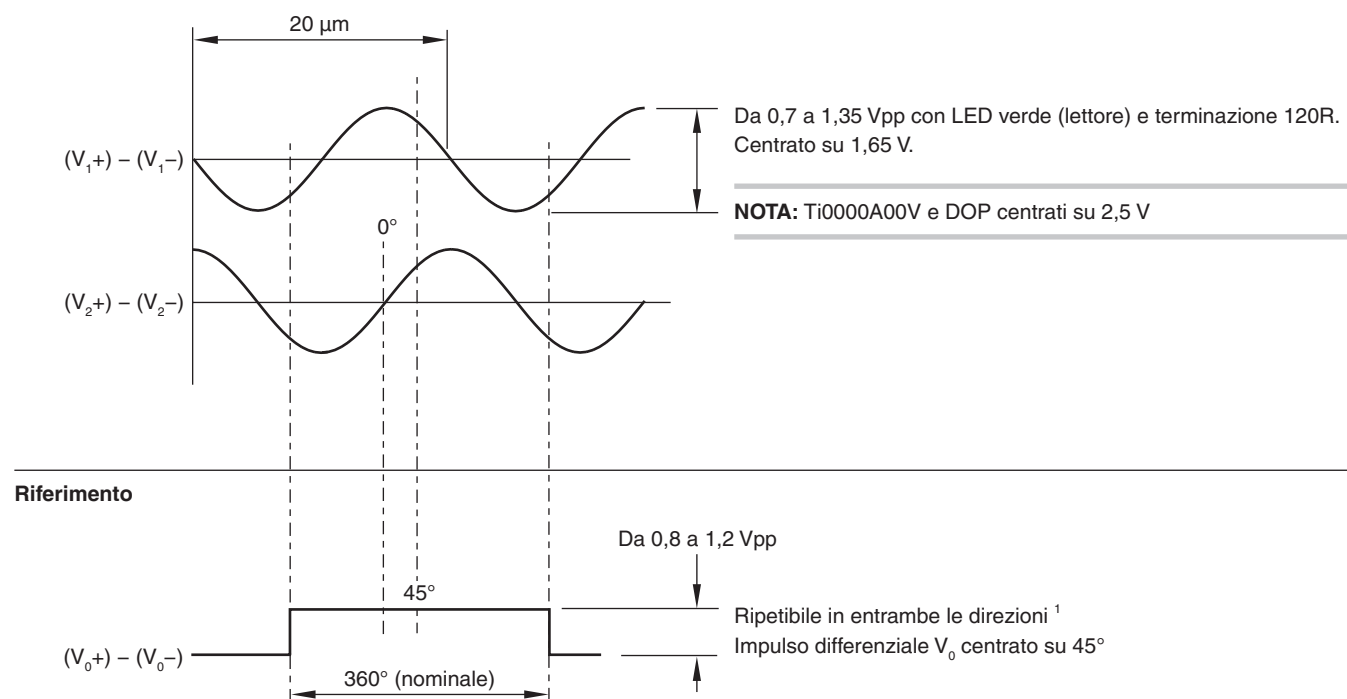 20 µm
Da 0,7 a 1,35 Vpp con LED verde (lettore) e terminazione 120R.
Centrato su 1,65 V.
(V₁+) – (V₁–)
NOTA: Ti0000A00V e DOP centrati su 2,5 V
0°
(V₂+) – (V₂–)
Riferimento
Da 0,8 a 1,2 Vpp
45°
Ripetibile in entrambe le direzioni ¹
Impulso differenziale V₀ centrato su 45°
(V₀+) – (V₀–)
360° (nominale)